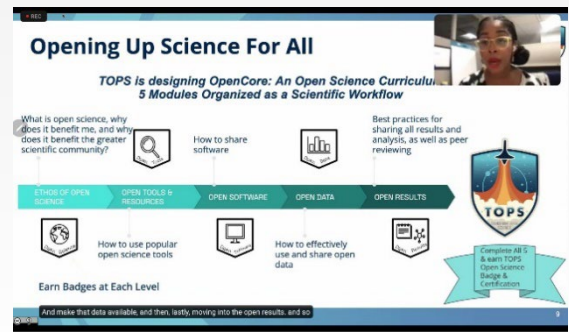 REC
Opening Up Science For All
TOPS is designing OpenCore: An Open Science Curriculu
5 Modules Organized as a Scientific Workflow
What is open science, why
does it benefit me, and why
does it benefit the greater
scientific community?
How to share
software
Best practices for
sharing all results and
analysis, as well as peer
reviewing
ETHOS OF OPEN
SCIENCE
OPEN TOOLS &
RESOURCES
OPEN SOFTWARE
OPEN DATA
OPEN RESULTS
TOPS
How to use popular
open science tools
How to effectively
use and share open
data
Complete All 5
& earn TOPS
Open Science
Badge &
Certification
Earn Badges at Each Level
And make that data available, and then, lastly, moving into the open results. and so
9